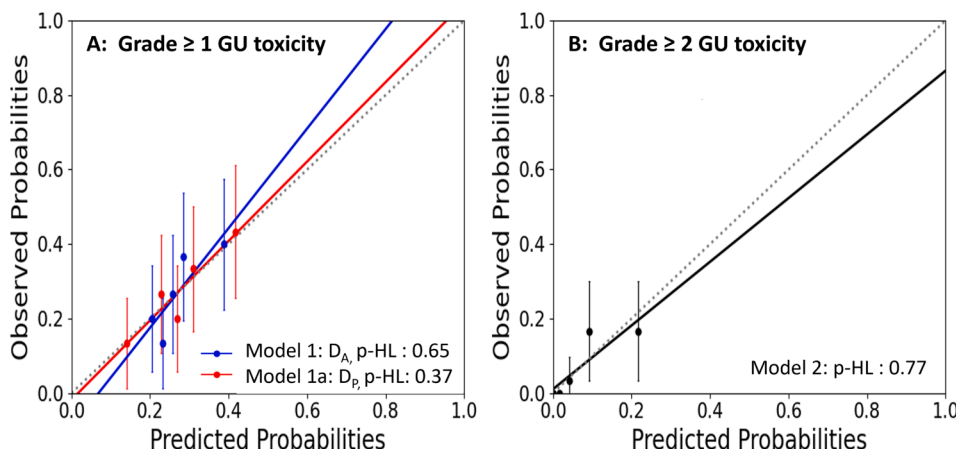 A: Grade ≥ 1 GU toxicity
Observed Probabilities
1.0
0.8
0.6
0.4
0.2
0.0
Model 1: D_A, p-HL : 0.65
Model 1a: D_P, p-HL: 0.37
0.0 0.2 0.4 0.6 0.8 1.0
Predicted Probabilities
B: Grade ≥ 2 GU toxicity
Observed Probabilities
1.0
0.8
0.6
0.4
0.2
0.0
Model 2: p-HL : 0.77
0.0 0.2 0.4 0.6 0.8 1.0
Predicted Probabilities